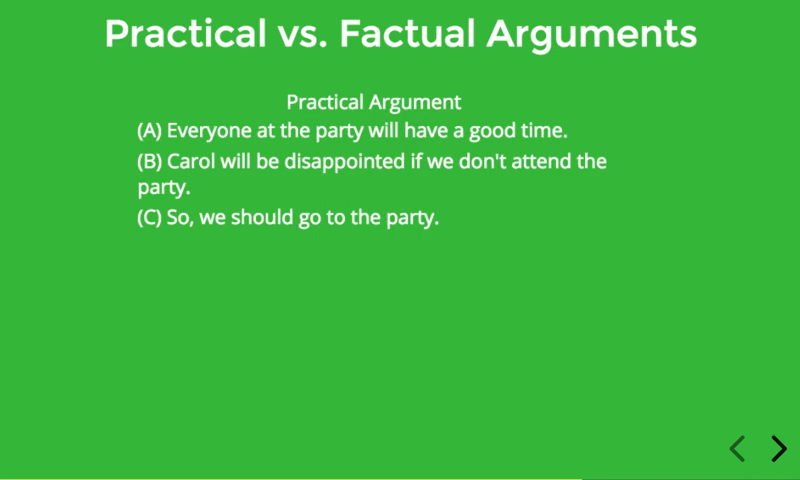 Practical vs. Factual Arguments
Practical Argument
(A) Everyone at the party will have a good time.
(B) Carol will be disappointed if we don't attend the
party.
(C) So, we should go to the party.